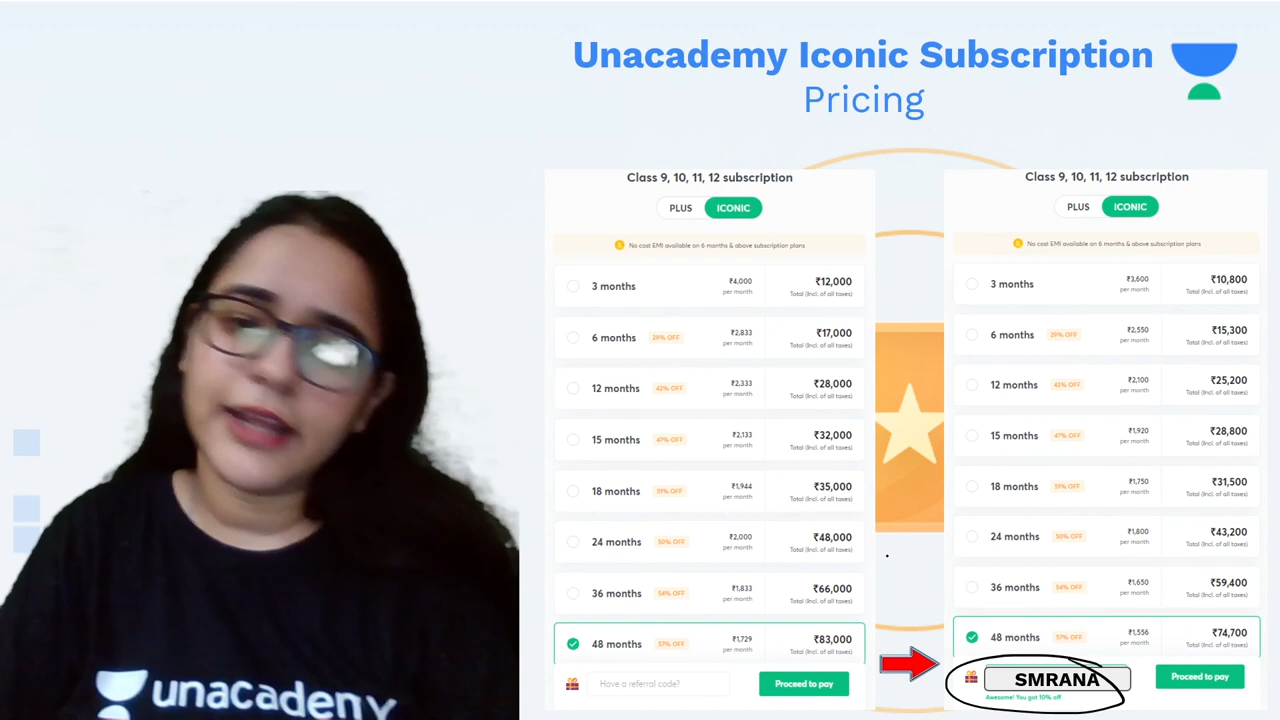 Unacademy Iconic Subscription
Pricing
Class 9, 10, 11, 12 subscription
PLUS ICONIC
No cost EMI available on 6 months & above subscription plans
3 months ₹4,000 per month ₹12,000 Total (Incl. of all taxes)
6 months 29% OFF ₹2,833 per month ₹17,000 Total (Incl. of all taxes)
12 months 42% OFF ₹2,333 per month ₹28,000 Total (Incl. of all taxes)
15 months 47% OFF ₹2,133 per month ₹32,000 Total (Incl. of all taxes)
18 months 51% OFF ₹1,944 per month ₹35,000 Total (Incl. of all taxes)
24 months 50% OFF ₹2,000 per month ₹48,000 Total (Incl. of all taxes)
36 months 54% OFF ₹1,833 per month ₹66,000 Total (Incl. of all taxes)
48 months 57% OFF ₹1,729 per month ₹83,000 Total (Incl. of all taxes)
Have a referral code? Proceed to pay
Class 9, 10, 11, 12 subscription
PLUS ICONIC
No cost EMI available on 6 months & above subscription plans
3 months ₹3,600 per month ₹10,800 Total (Incl. of all taxes)
6 months 29% OFF ₹2,550 per month ₹15,300 Total (Incl. of all taxes)
12 months 42% OFF ₹2,100 per month ₹25,200 Total (Incl. of all taxes)
15 months 47% OFF ₹1,920 per month ₹28,800 Total (Incl. of all taxes)
18 months 51% OFF ₹1,750 per month ₹31,500 Total (Incl. of all taxes)
24 months 50% OFF ₹1,800 per month ₹43,200 Total (Incl. of all taxes)
36 months 54% OFF ₹1,650 per month ₹59,400 Total (Incl. of all taxes)
48 months 57% OFF ₹1,556 per month ₹74,700 Total (Incl. of all taxes)
SMRANA Proceed to pay
Awesome! You got 10% off
unacademy